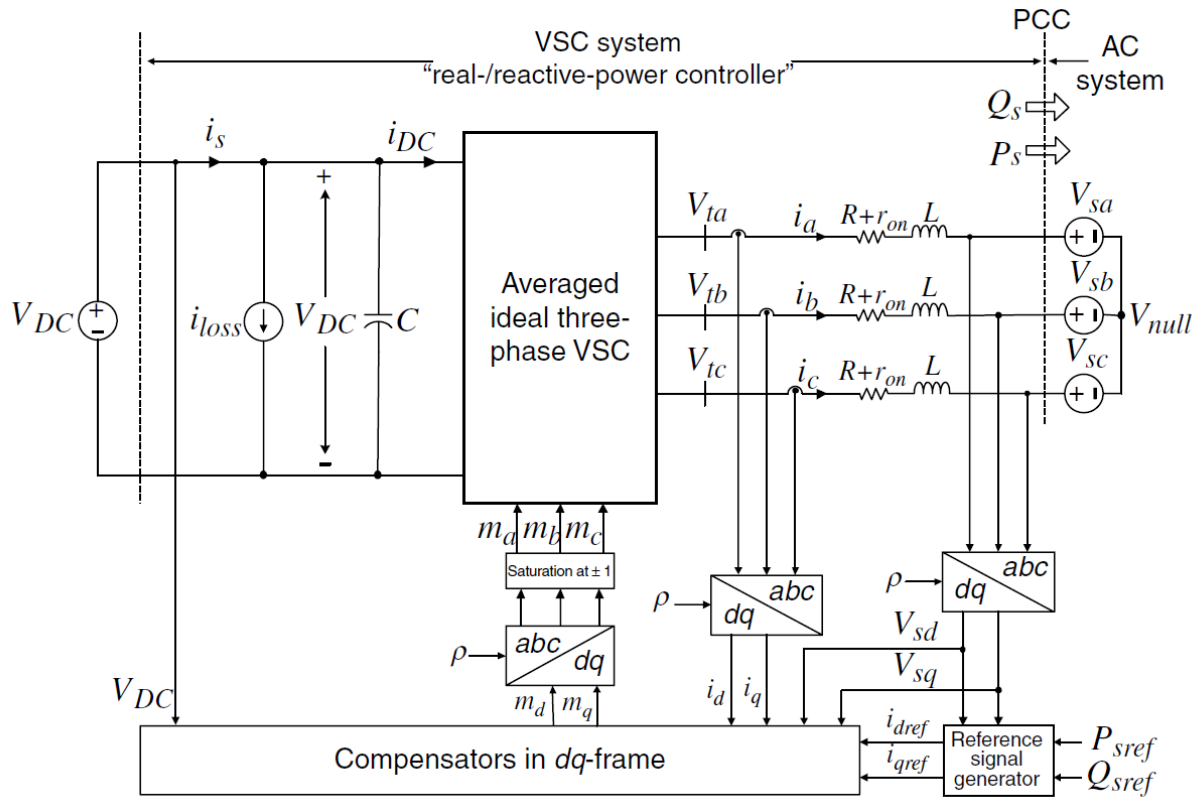 VSC system
"real-/reactive-power controller"
PCC
AC
system
Qs
Ps
is
iDC
VDC
iloss
+
VDC
-
C
Averaged
ideal three-
phase VSC
Vta
ia
R+ron
L
Vsa
Vtb
ib
R+ron
L
Vsb
Vnull
Vtc
ic
R+ron
L
Vsc
ma mb mc
Saturation at ± 1
ρ
abc
dq
md mq
ρ
abc
dq
id iq
ρ
abc
dq
Vsd
Vsq
VDC
Compensators in dq-frame
idref
iqref
Reference
signal
generator
Psref
Qsref